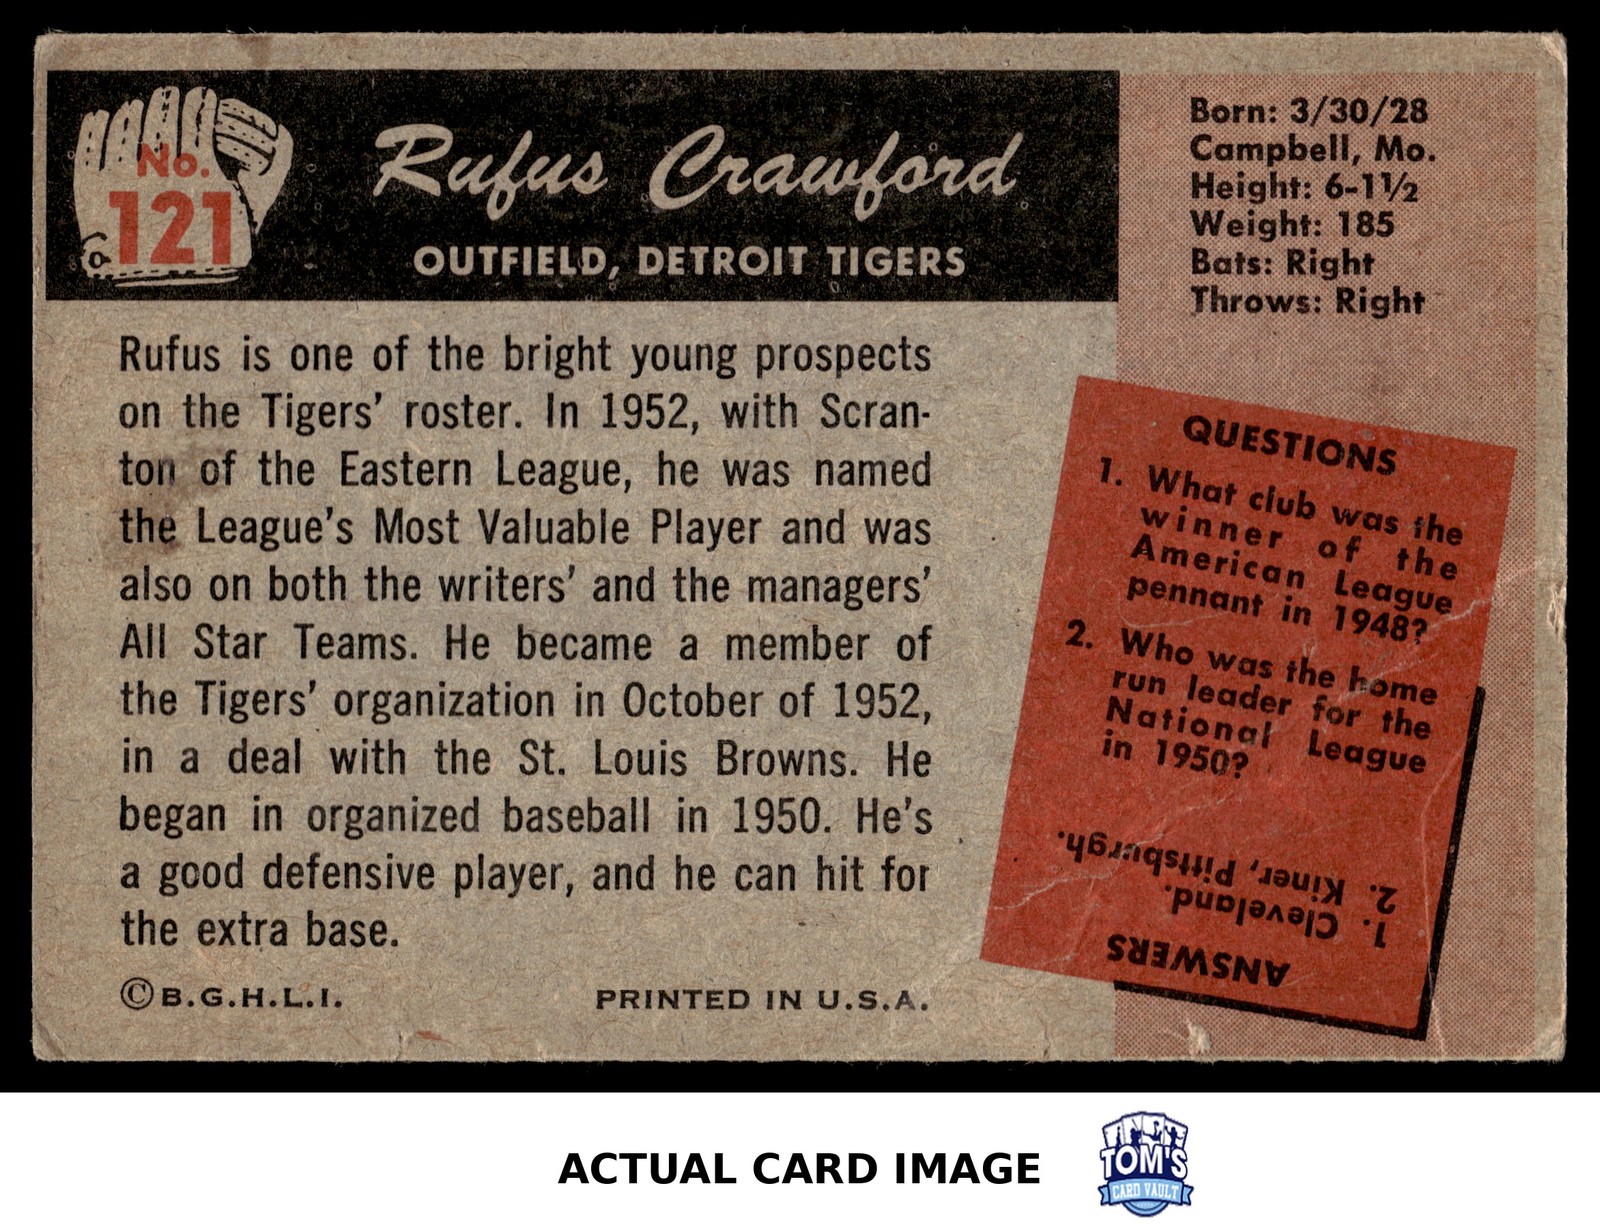 No.
121
Rufus Crawford
OUTFIELD, DETROIT TIGERS
Born: 3/30/28
Campbell, Mo.
Height: 6-1½
Weight: 185
Bats: Right
Throws: Right
Rufus is one of the bright young prospects
on the Tigers' roster. In 1952, with Scran-
ton of the Eastern League, he was named
the League's Most Valuable Player and was
also on both the writers' and the managers'
All Star Teams. He became a member of
the Tigers' organization in October of 1952,
in a deal with the St. Louis Browns. He
began in organized baseball in 1950. He's
a good defensive player, and he can hit for
the extra base.
©B.G.H.L.I.
PRINTED IN U.S.A.
QUESTIONS
1. What club was the
winner of the
American League
pennant in 1948?
2. Who was the home
run leader for the
National League
in 1950?
ANSWERS
1. Cleveland.
2. Kiner, Pittsburgh.
ACTUAL CARD IMAGE
TOM'S
CARD VAULT